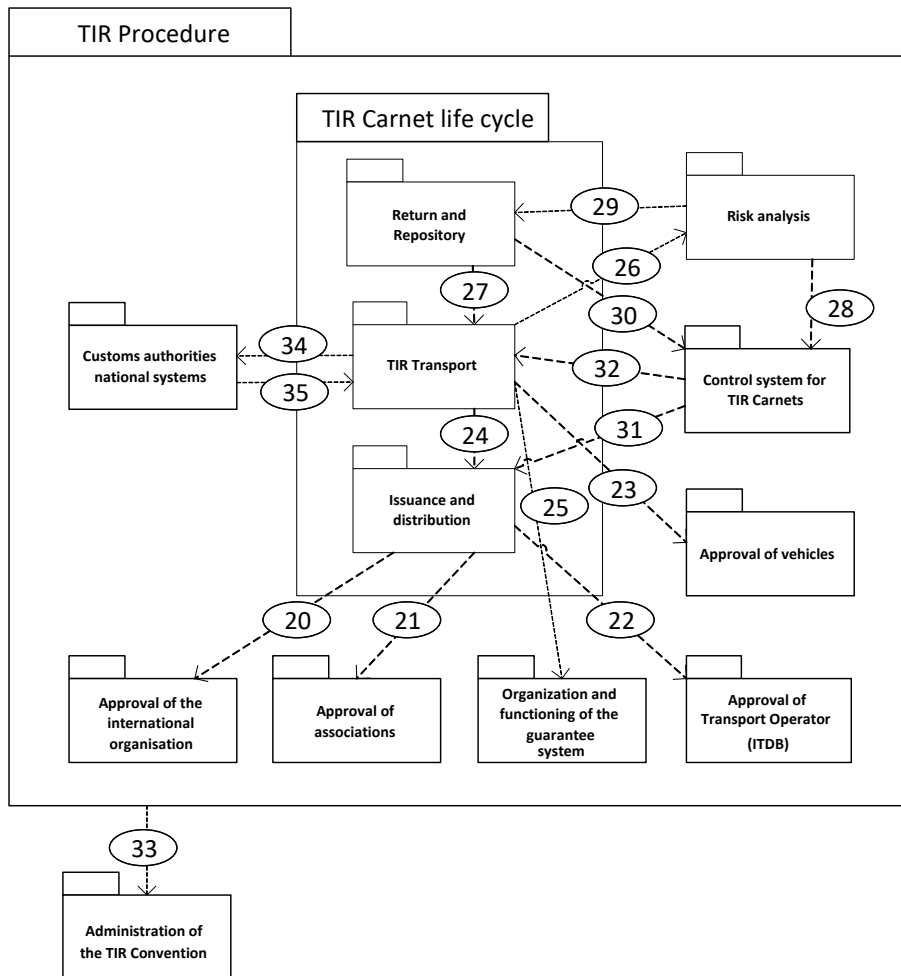 TIR Procedure
TIR Carnet life cycle
Return and
Repository
29
Risk analysis
27
26
30
28
Customs authorities
national systems
34
35
TIR Transport
32
Control system for
TIR Carnets
24
31
Issuance and
distribution
25
23
Approval of vehicles
20
21
22
Approval of the
international
organisation
Approval of
associations
Organization and
functioning of the
guarantee
system
Approval of
Transport Operator
(ITDB)
33
Administration of
the TIR Convention